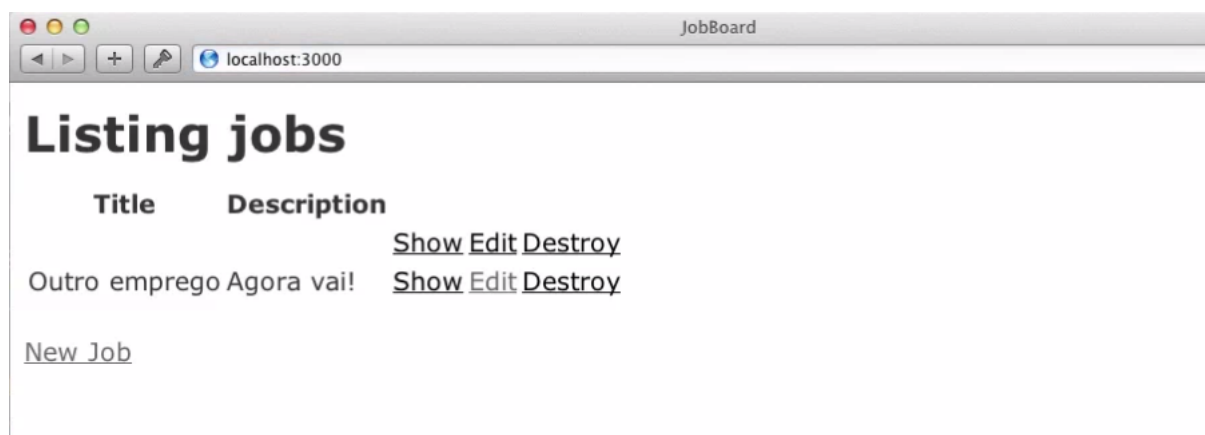 JobBoard
localhost:3000
Listing jobs
Title Description
Show Edit Destroy
Outro emprego Agora vai! Show Edit Destroy
New Job